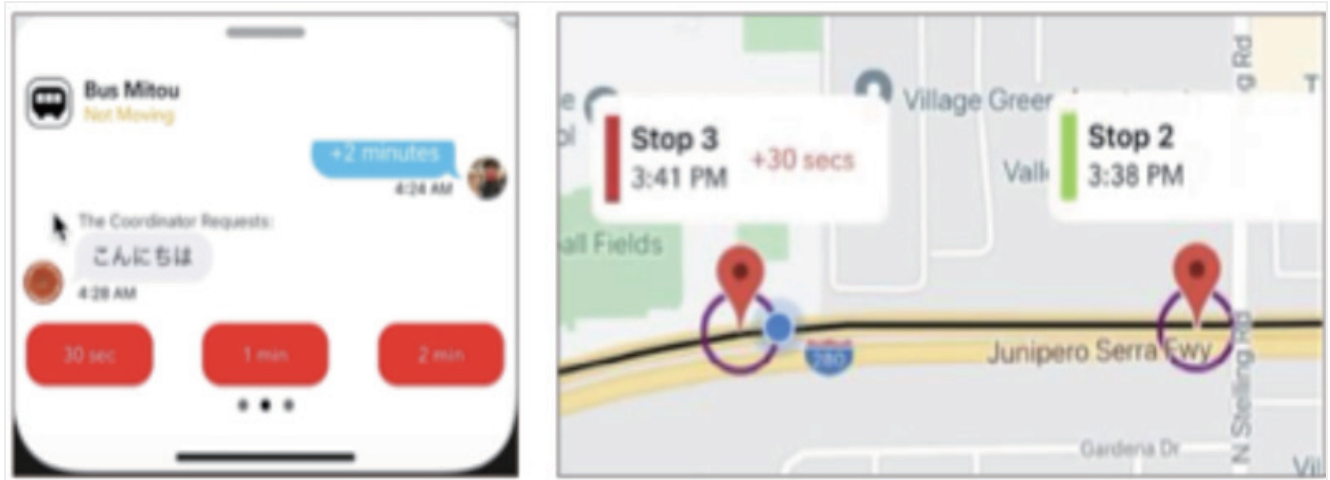 Bus Mitou
Not Moving
+2 minutes
4:24 AM
The Coordinator Requests:
こんにちは
4:28 AM
30 sec
1 min
2 min
Village Green
Stop 3
3:41 PM
+30 secs
Stop 2
3:38 PM
g Rd
Vall
all Fields
280
Junipero Serra Fwy
N Stelling Rd
Gardena Dr
Vil